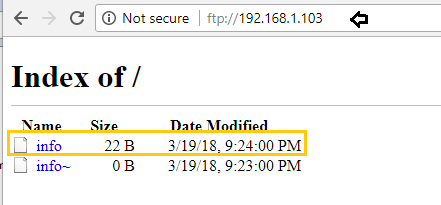 Not secure ftp://192.168.1.103
Index of /
Name Size Date Modified
info 22 B 3/19/18, 9:24:00 PM
info~ 0 B 3/19/18, 9:23:00 PM